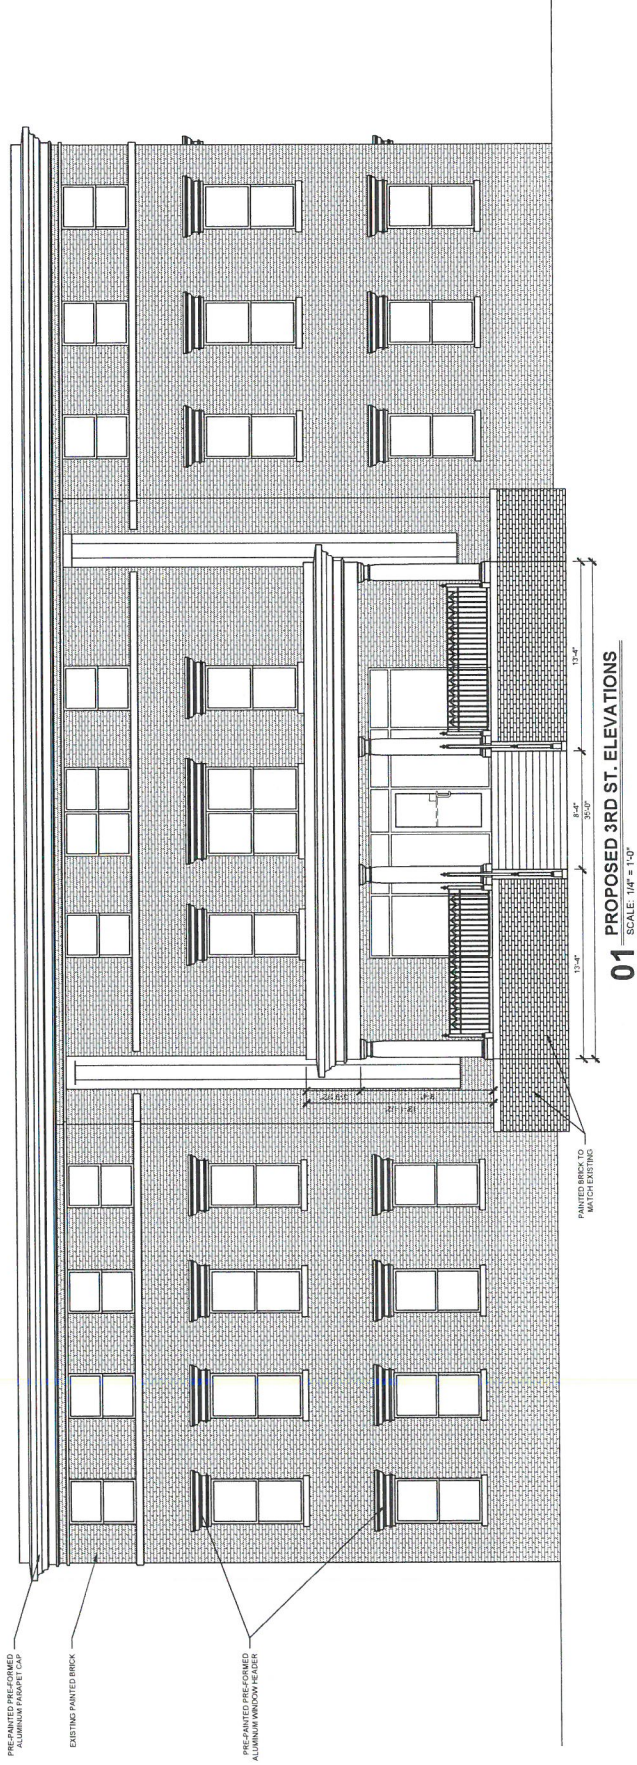 PRE-PAINTED PRE-FORMED
ALUMINUM PARAPET CAP
EXISTING PAINTED BRICK
PRE-PAINTED PRE-FORMED
ALUMINUM WINDOW HEADER
PAINTED BRICK TO
MATCH EXISTING
13'-4"
8'-4"
13'-4"
35'-0"
01 PROPOSED 3RD ST. ELEVATIONS
SCALE: 1/4" = 1'-0"